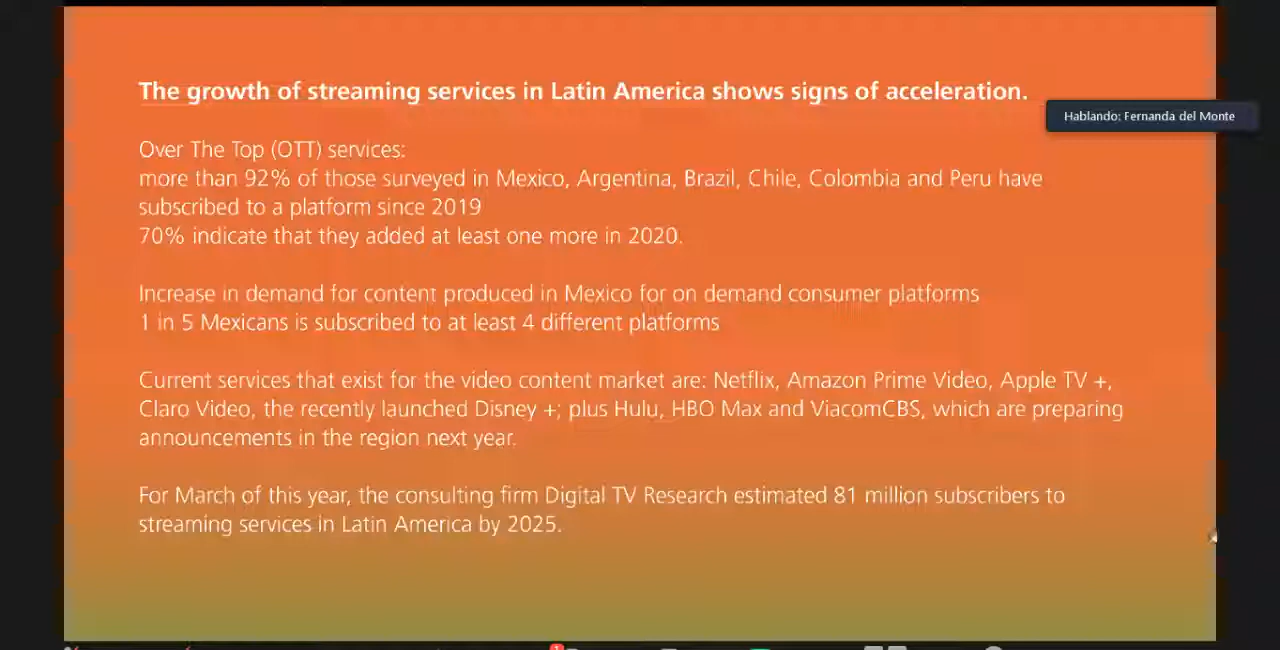 The growth of streaming services in Latin America shows signs of acceleration.
Hablando: Fernanda del Monte
Over The Top (OTT) services:
more than 92% of those surveyed in Mexico, Argentina, Brazil, Chile, Colombia and Peru have
subscribed to a platform since 2019
70% indicate that they added at least one more in 2020.
Increase in demand for content produced in Mexico for on demand consumer platforms
1 in 5 Mexicans is subscribed to at least 4 different platforms
Current services that exist for the video content market are: Netflix, Amazon Prime Video, Apple TV +,
Claro Video, the recently launched Disney +; plus Hulu, HBO Max and ViacomCBS, which are preparing
announcements in the region next year.
For March of this year, the consulting firm Digital TV Research estimated 81 million subscribers to
streaming services in Latin America by 2025.